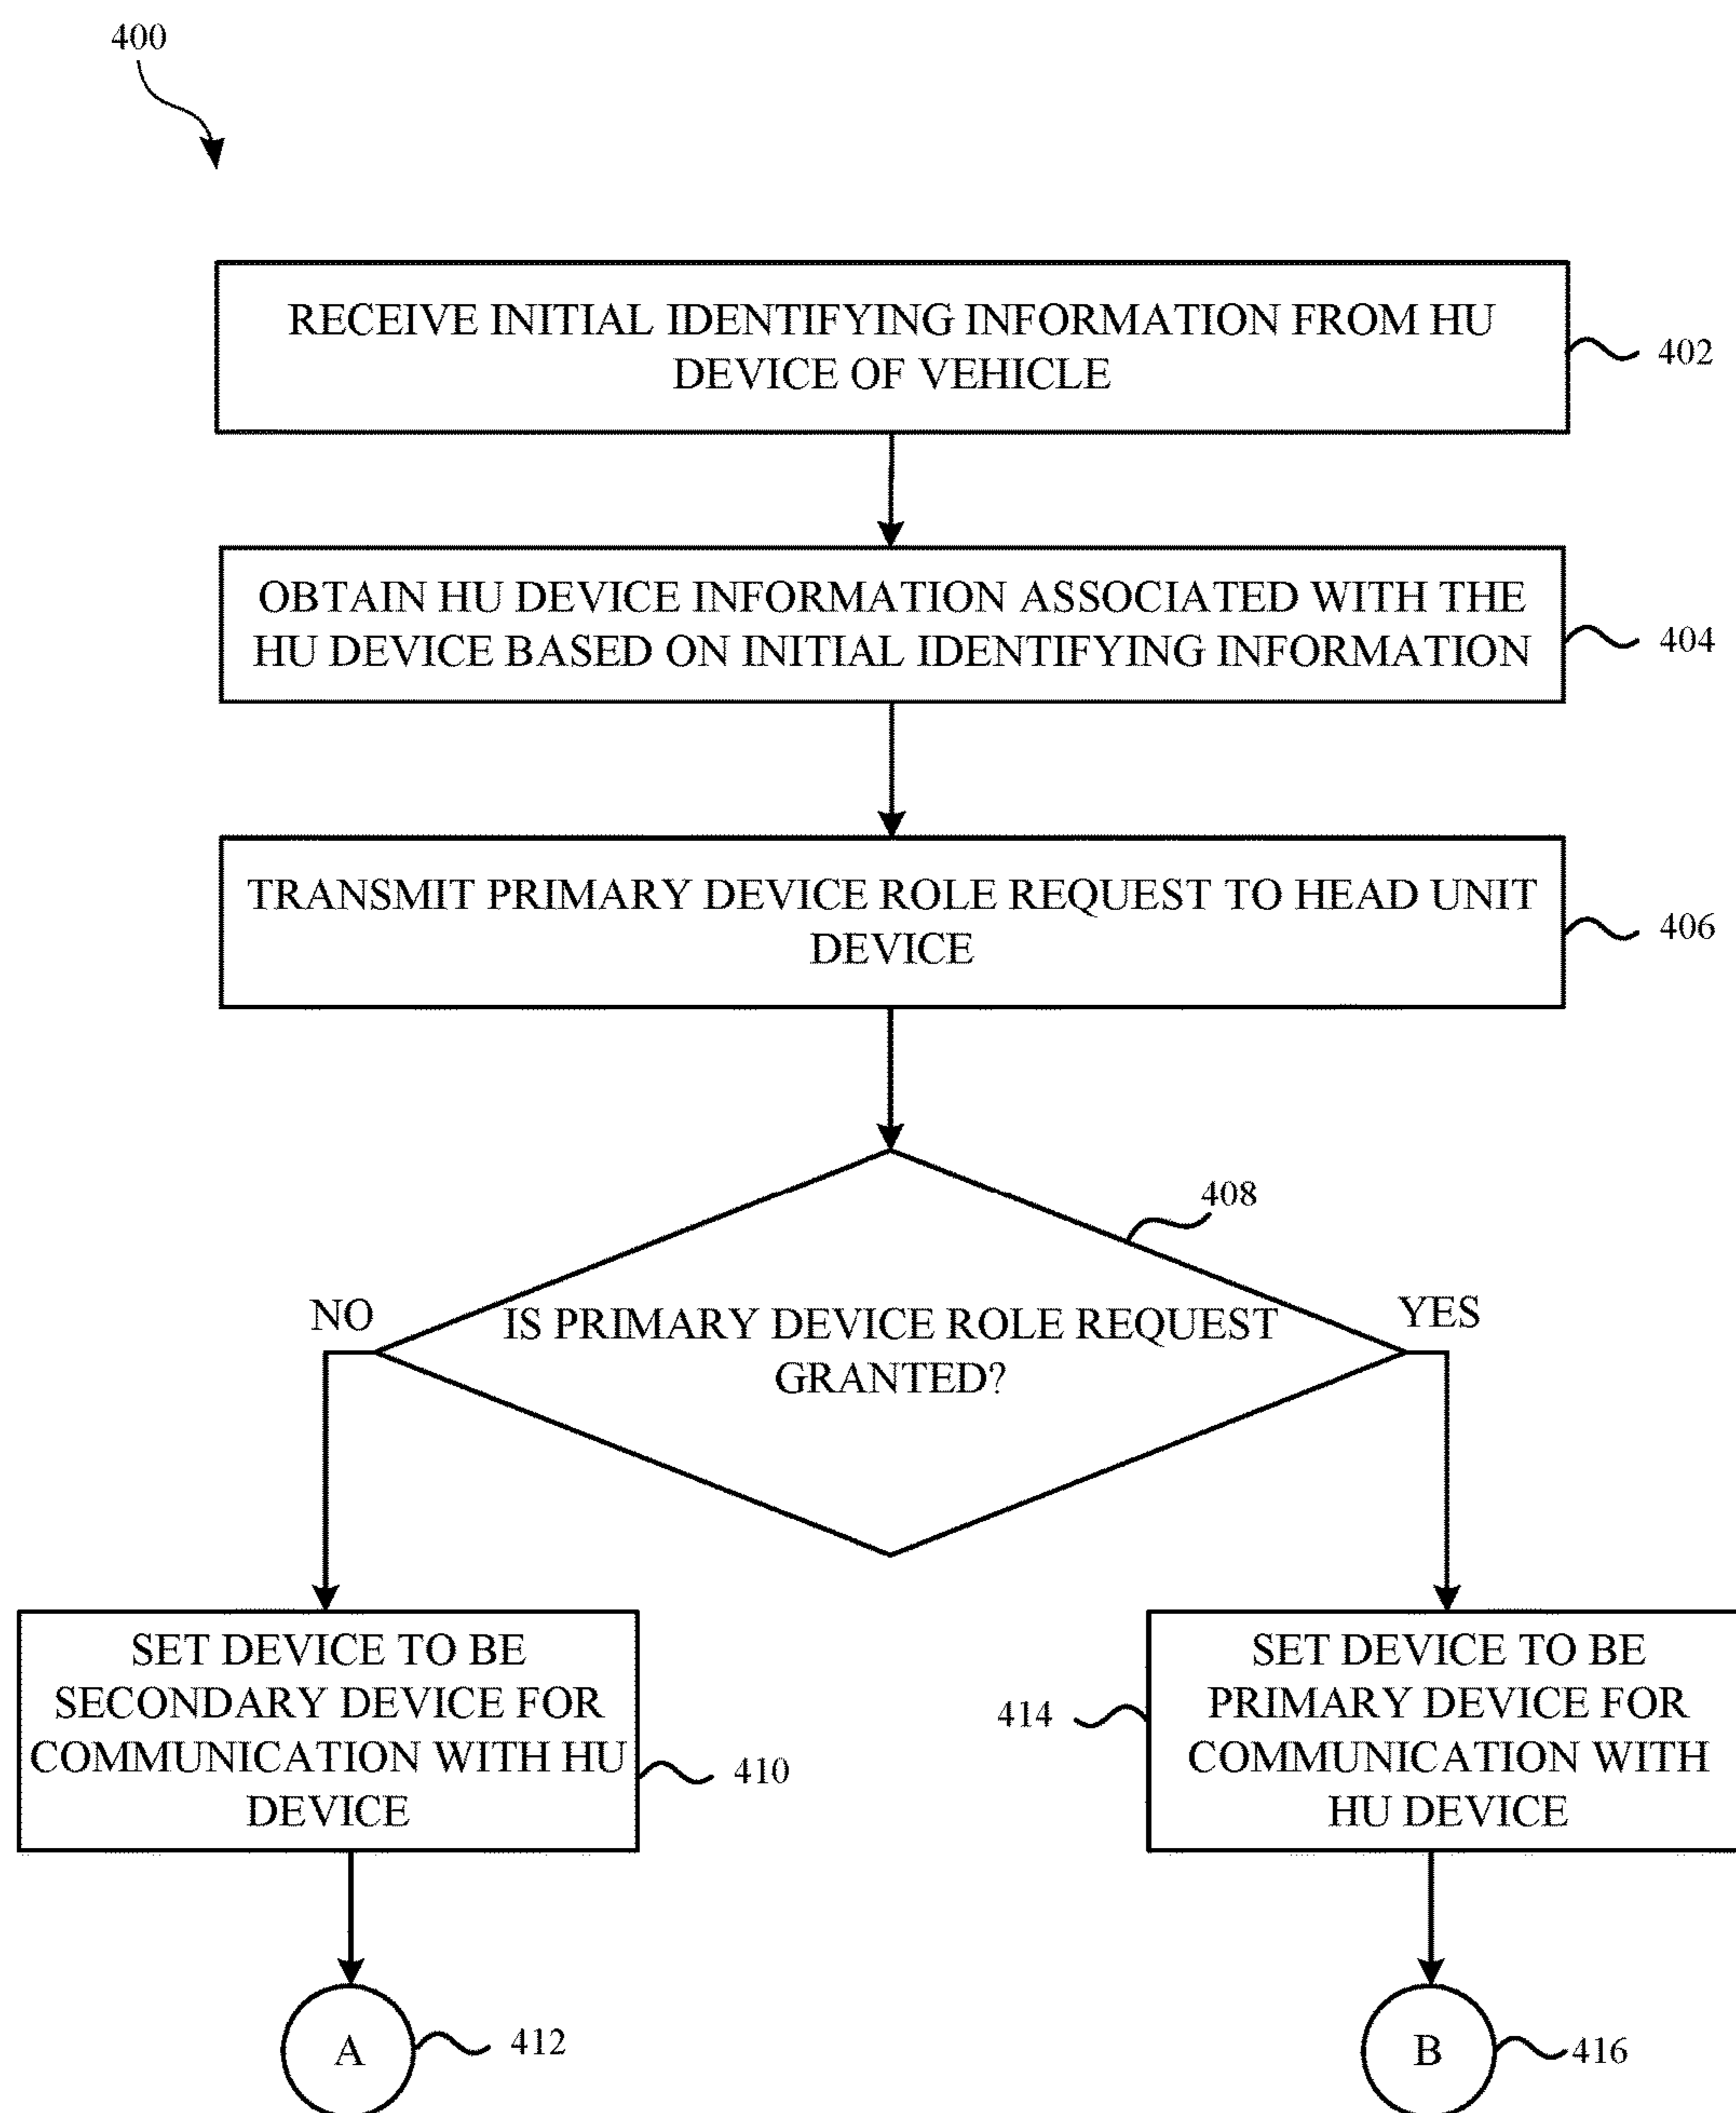 400
RECEIVE INITIAL IDENTIFYING INFORMATION FROM HU
DEVICE OF VEHICLE
402
OBTAIN HU DEVICE INFORMATION ASSOCIATED WITH THE
HU DEVICE BASED ON INITIAL IDENTIFYING INFORMATION
404
TRANSMIT PRIMARY DEVICE ROLE REQUEST TO HEAD UNIT
DEVICE
406
408
NO
IS PRIMARY DEVICE ROLE REQUEST
GRANTED?
YES
SET DEVICE TO BE
SECONDARY DEVICE FOR
COMMUNICATION WITH HU
DEVICE
410
414
SET DEVICE TO BE
PRIMARY DEVICE FOR
COMMUNICATION WITH
HU DEVICE
A
412
B
416